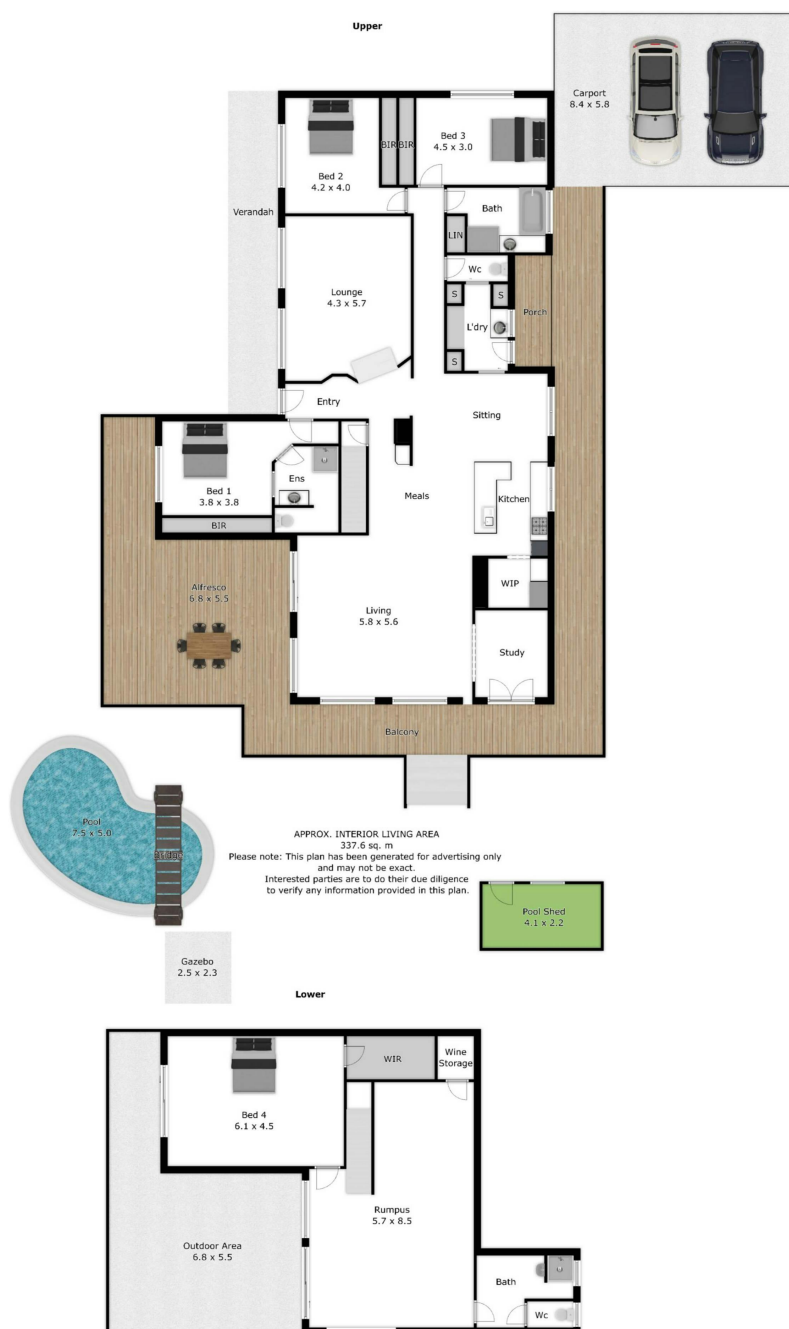 Upper
Carport
8.4 x 5.8
Bed 3
4.5 x 3.0
BIR
BIR
Bed 2
4.2 x 4.0
Verandah
Bath
LIN
Wc
Lounge
4.3 x 5.7
S
S
L'dry
Porch
S
Entry
Sitting
Bed 1
3.8 x 3.8
Ens
Meals
Kitchen
BIR
WIP
Alfresco
6.8 x 5.5
Living
5.8 x 5.6
Study
Balcony
Pool
7.5 x 5.0
Bridge
APPROX. INTERIOR LIVING AREA
337.6 sq. m
Please note: This plan has been generated for advertising only
and may not be exact.
Interested parties are to do their due diligence
to verify any information provided in this plan.
Pool Shed
4.1 x 2.2
Gazebo
2.5 x 2.3
Lower
WIR
Wine
Storage
Bed 4
6.1 x 4.5
Rumpus
5.7 x 8.5
Outdoor Area
6.8 x 5.5
Bath
Wc